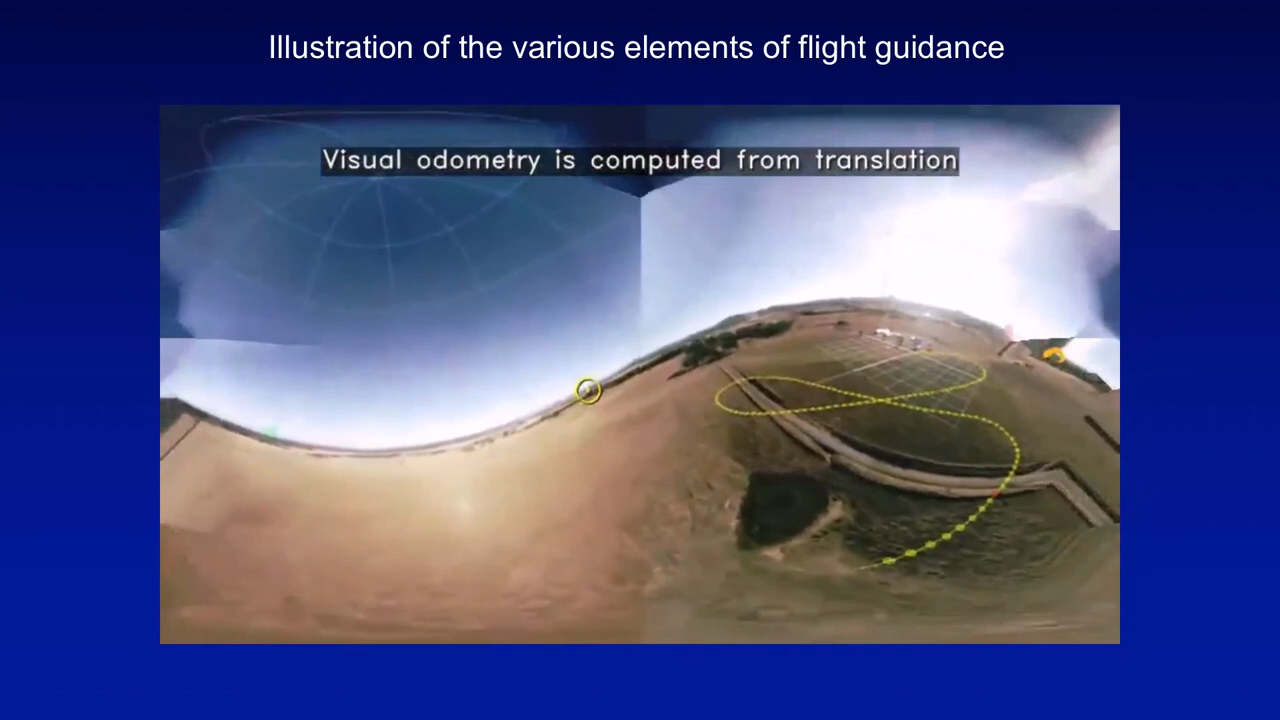 Illustration of the various elements of flight guidance
Visual odometry is computed from translation